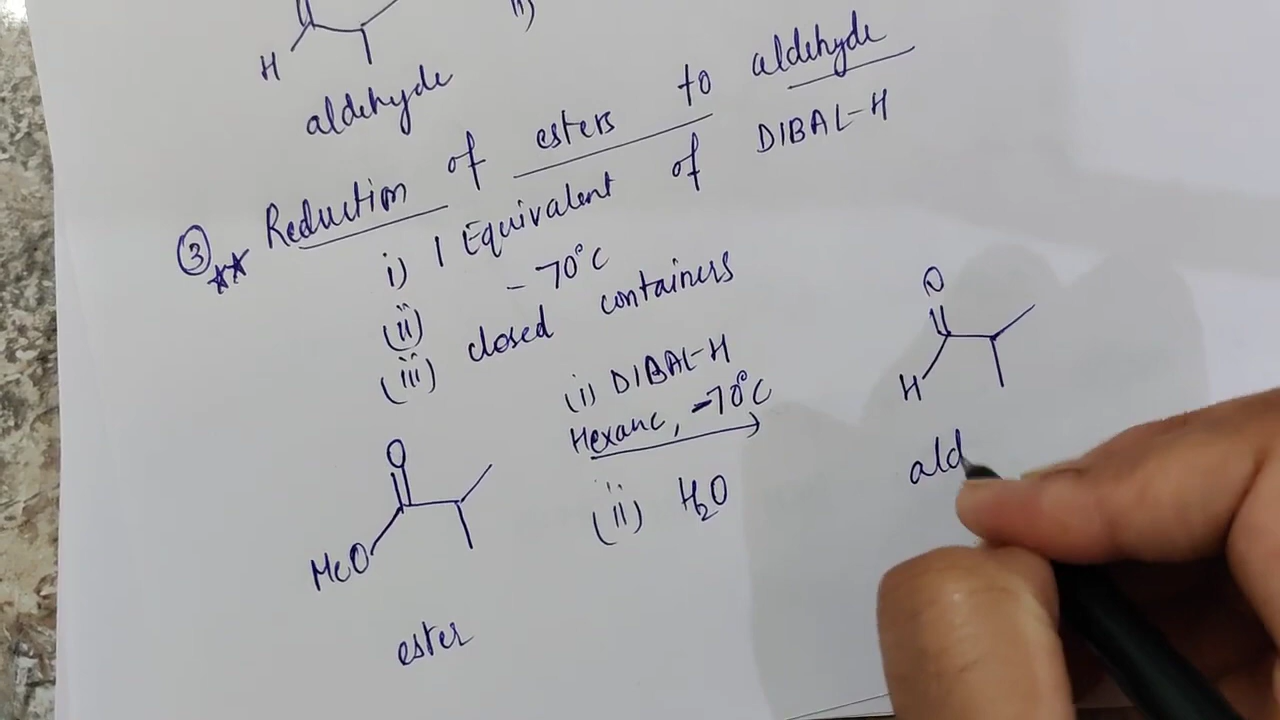 ii)
H
aldehyde
③ ** Reduction of esters to aldehyde
i) 1 Equivalent of DIBAL-H
(ii) -70°C
(iii) closed containers
(i) DIBAL-H
Hexane, -70°C
(ii) H₂O
O
MeO
ester
O
H
ald